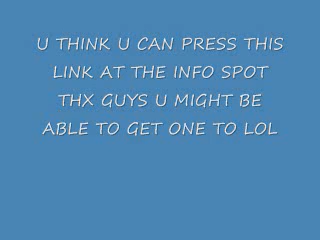 U THINK U CAN PRESS THIS
LINK AT THE INFO SPOT
THX GUYS U MIGHT BE
ABLE TO GET ONE TO LOL